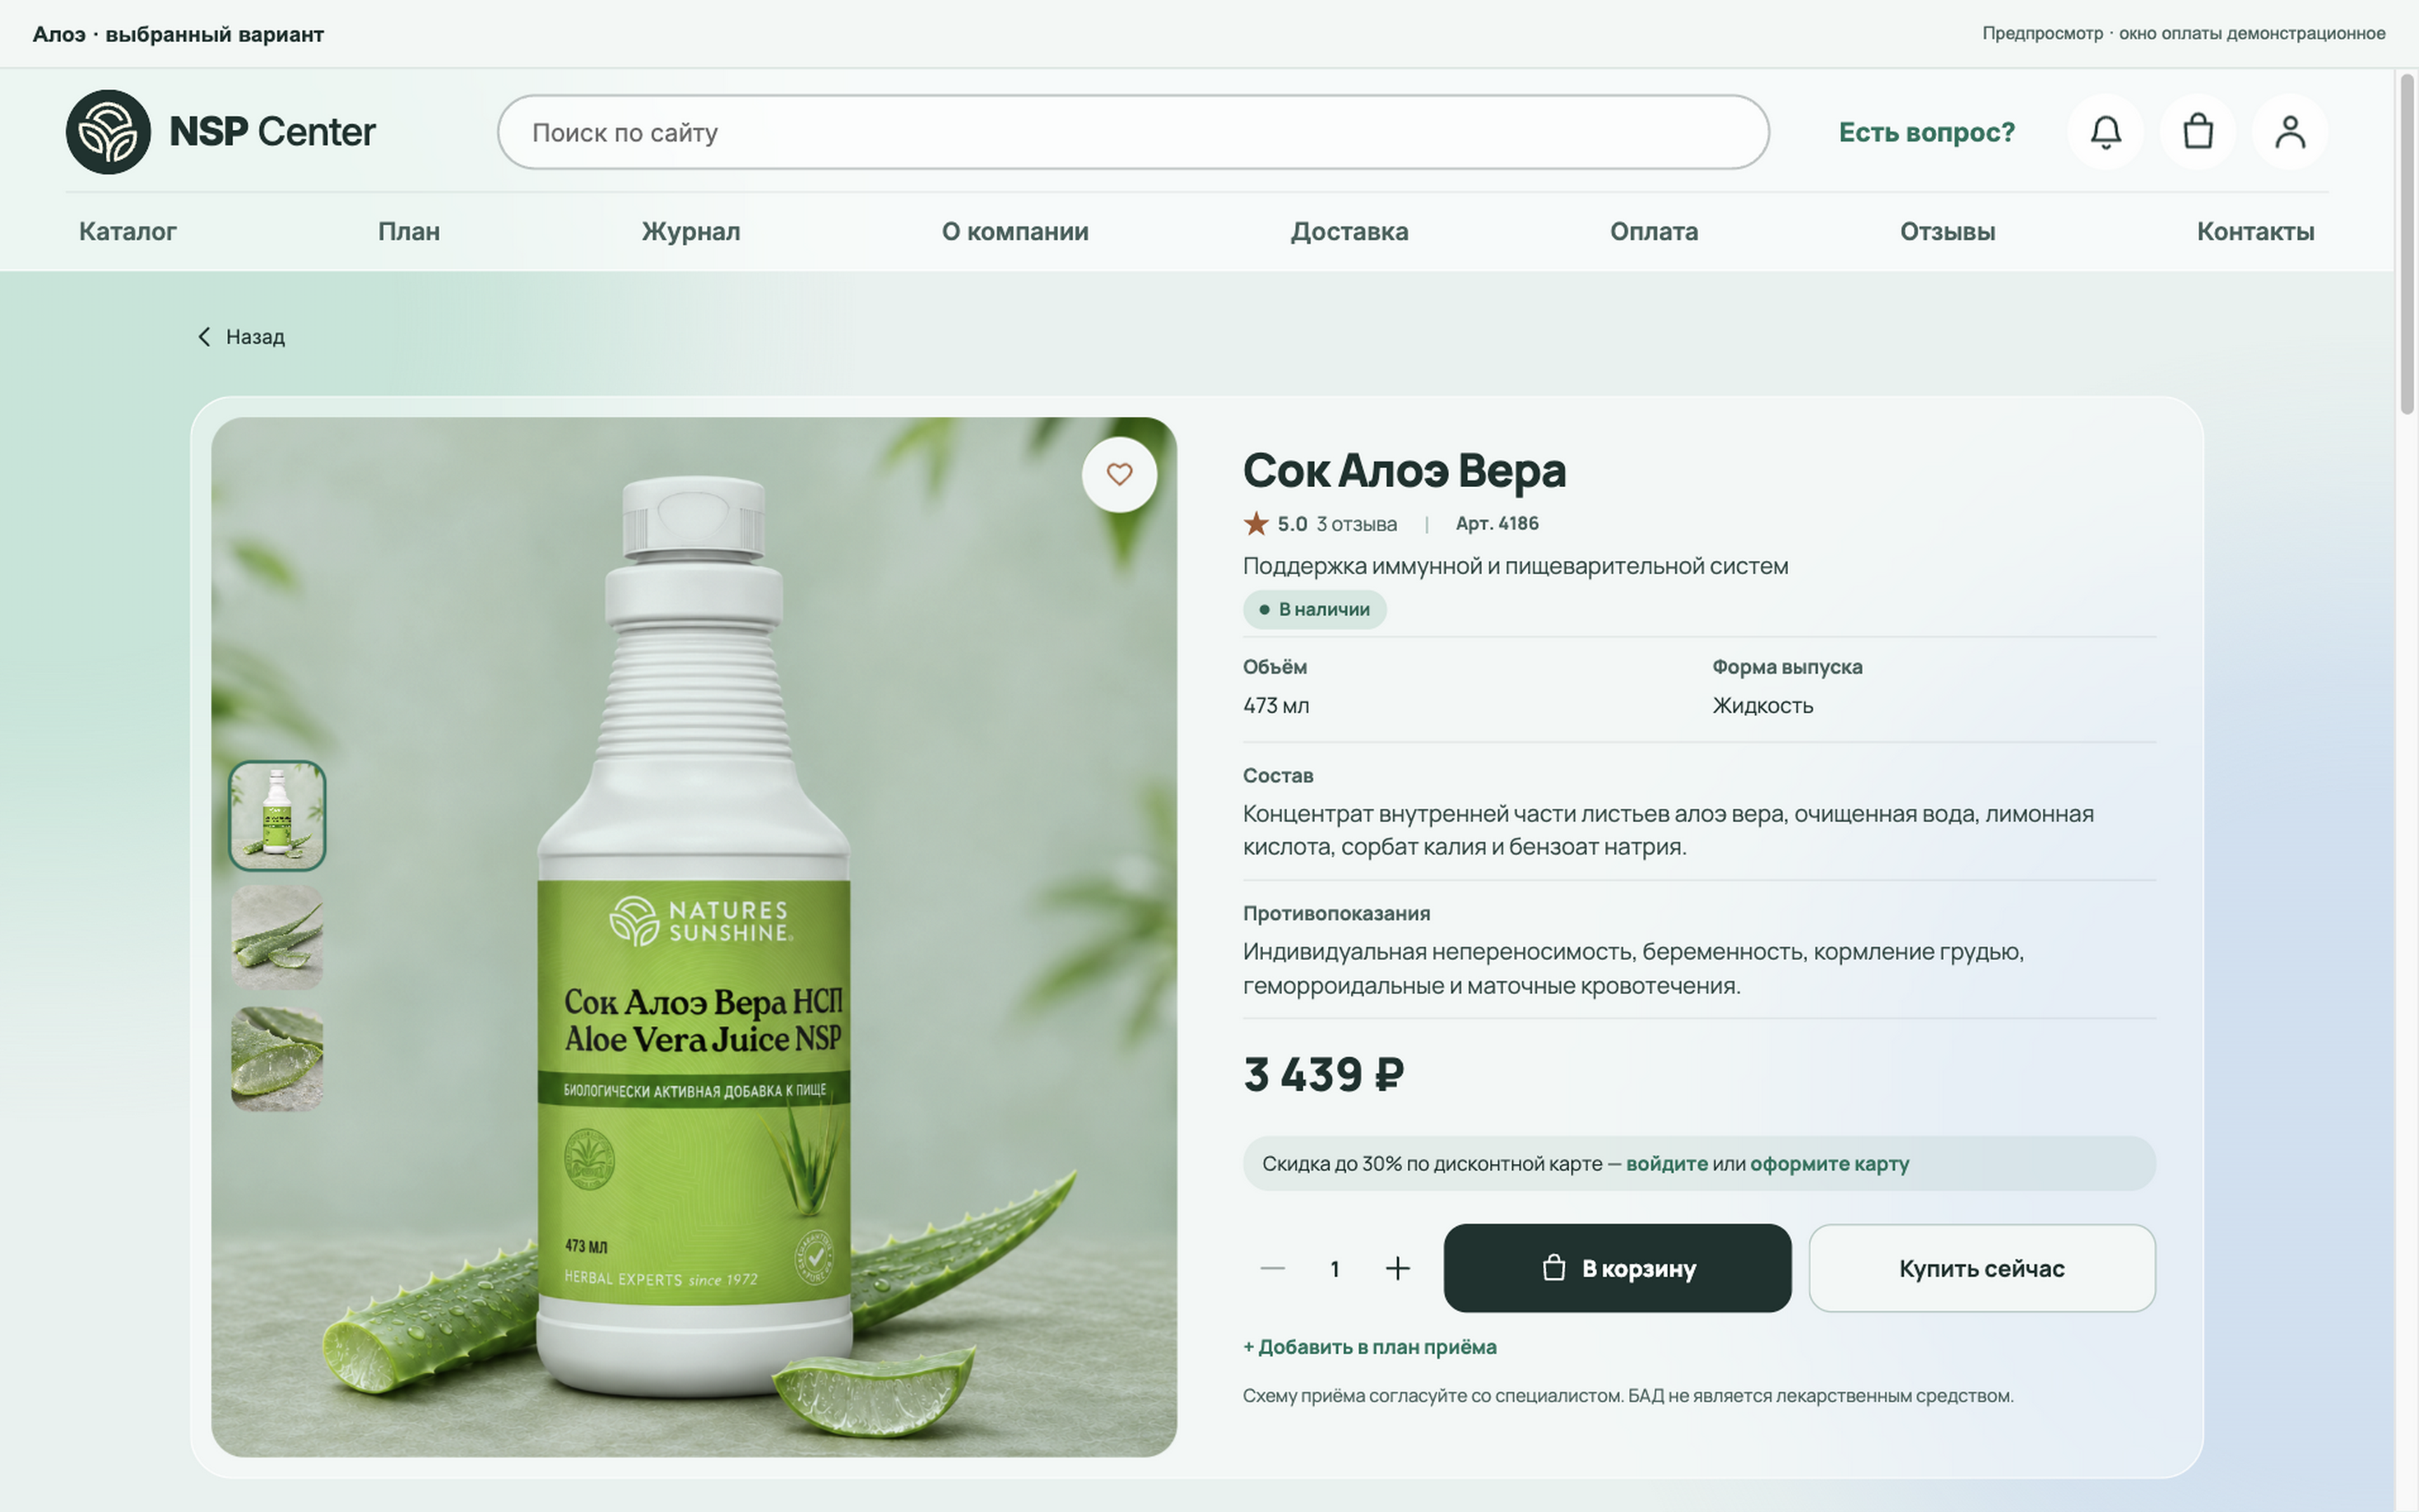 Алоэ · выбранный вариант
Предпросмотр · окно оплаты демонстрационное
NSP Center
Поиск по сайту
Есть вопрос?
Каталог
План
Журнал
О компании
Доставка
Оплата
Отзывы
Контакты
Назад
NATURES
SUNSHINE
Сок Алоэ Вера НСП
Aloe Vera Juice NSP
БИОЛОГИЧЕСКИ АКТИВНАЯ ДОБАВКА К ПИЩЕ
473 МЛ
HERBAL EXPERTS since 1972
Сок Алоэ Вера
5.0 3 отзыва | Арт. 4186
Поддержка иммунной и пищеварительной систем
В наличии
Объём
473 мл
Форма выпуска
Жидкость
Состав
Концентрат внутренней части листьев алоэ вера, очищенная вода, лимонная
кислота, сорбат калия и бензоат натрия.
Противопоказания
Индивидуальная непереносимость, беременность, кормление грудью,
геморроидальные и маточные кровотечения.
3 439 ₽
Скидка до 30% по дисконтной карте — войдите или оформите карту
1
В корзину
Купить сейчас
+ Добавить в план приёма
Схему приёма согласуйте со специалистом. БАД не является лекарственным средством.